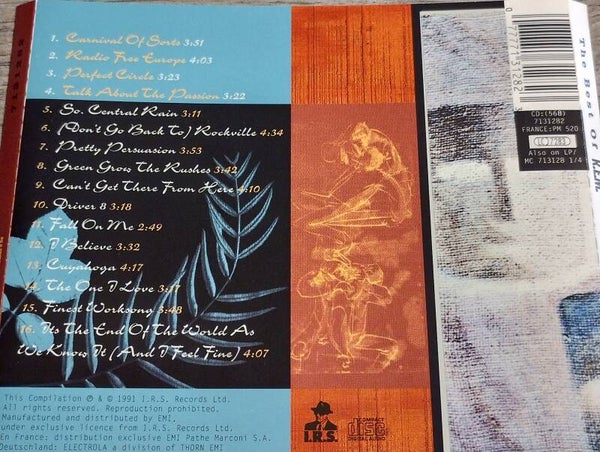 1. Carnival Of Sorts 3:51
2. Radio Free Europe 4:03
3. Perfect Circle 3:23
4. Talk About The Passion 3:22
5. So. Central Rain 3:11
6. (Don't Go Back To) Rockville 4:34
7. Pretty Persuasion 3:53
8. Green Grow The Rushes 3:42
9. Can't Get There From Here 4:10
10. Driver 8 3:18
11. Fall On Me 2:49
12. I Believe 3:32
13. Cuyahoga 4:17
14. The One I Love 3:17
15. Finest Worksong 3:48
16. Its The End Of The World As
We Know It (And I Feel Fine) 4:07
This Compilation ℗ & © 1991 I.R.S. Records Ltd.
All rights reserved. Reproduction prohibited.
Manufactured and distributed by EMI,
under exclusive licence from I.R.S. Records Ltd.
En France: distribution exclusive EMI Pathe Marconi S.A.
Deutschland: ELECTROLA a division of THORN EMI
I.R.S.
COMPACT
disc
DIGITAL AUDIO
CD:(568)
7131282
FRANCE:PM 520
Also on LP/
MC 713128 1/4
The Best Of R.E.M.